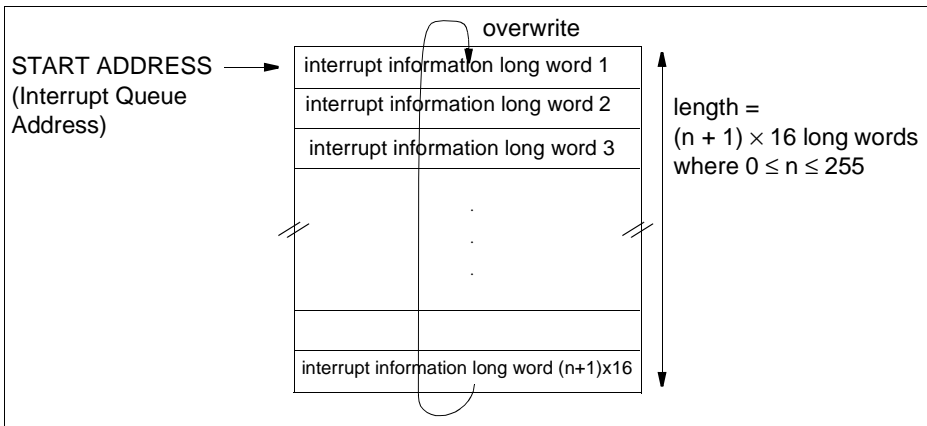 overwrite
START ADDRESS
(Interrupt Queue
Address)
interrupt information long word 1
interrupt information long word 2
interrupt information long word 3
.
.
.
interrupt information long word (n+1)x16
length =
(n + 1) × 16 long words
where 0 ≤ n ≤ 255